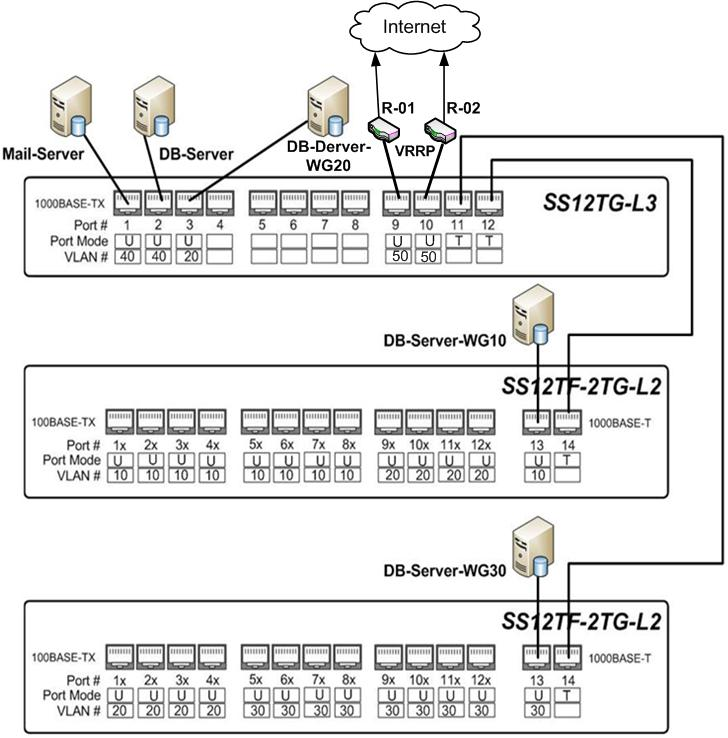 Internet
R-01 R-02
VRRP
Mail-Server DB-Server DB-Derver-
WG20
SS12TG-L3
1000BASE-TX
Port # 1 2 3 4 5 6 7 8 9 10 11 12
Port Mode U U U U U T T
VLAN # 40 40 20 50 50
DB-Server-WG10
SS12TF-2TG-L2
100BASE-TX 1000BASE-T
Port # 1x 2x 3x 4x 5x 6x 7x 8x 9x 10x 11x 12x 13 14
Port Mode U U U U U U U U U U U U U T
VLAN # 10 10 10 10 10 10 10 10 20 20 20 20 10
DB-Server-WG30
SS12TF-2TG-L2
100BASE-TX 1000BASE-T
Port # 1x 2x 3x 4x 5x 6x 7x 8x 9x 10x 11x 12x 13 14
Port Mode U U U U U U U U U U U U U T
VLAN # 20 20 20 20 30 30 30 30 30 30 30 30 30